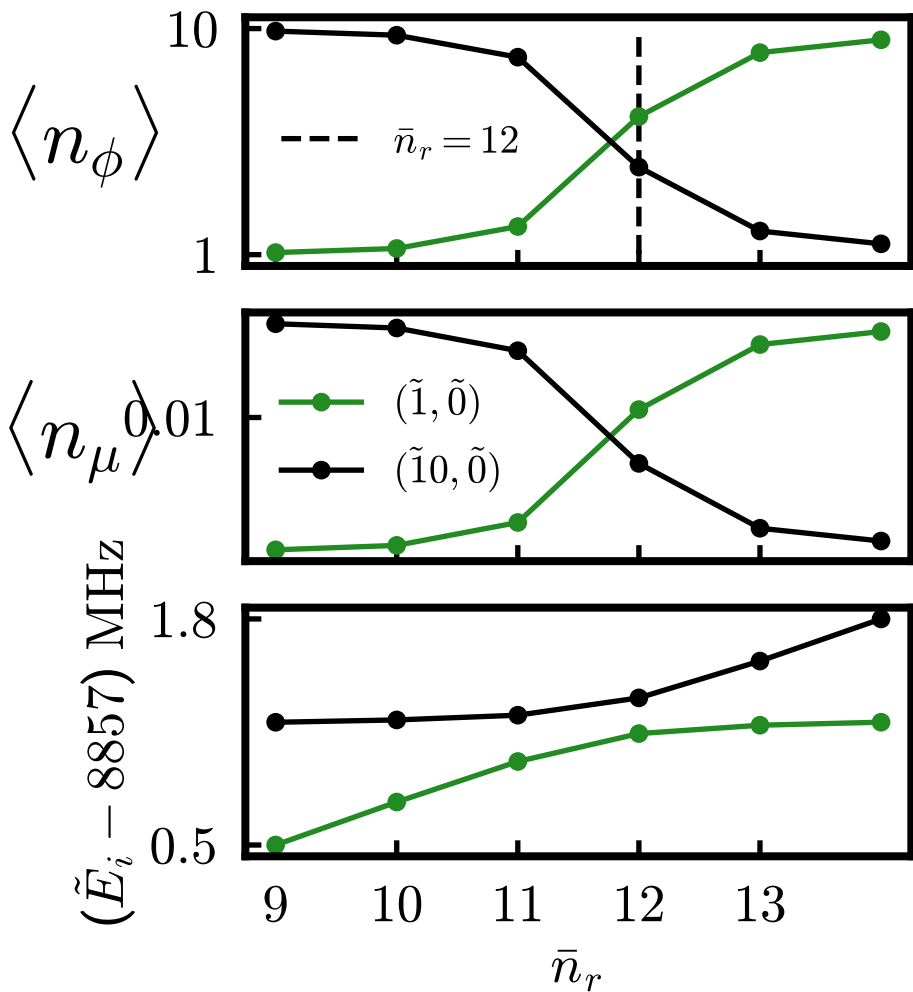 10
⟨n_ϕ⟩
n̄_r = 12
1
⟨n_μ⟩
0.01
(1̃, 0̃)
(1̃0, 0̃)
(Ẽ_i − 8857) MHz
1.8
0.5
9 10 11 12 13
n̄_r